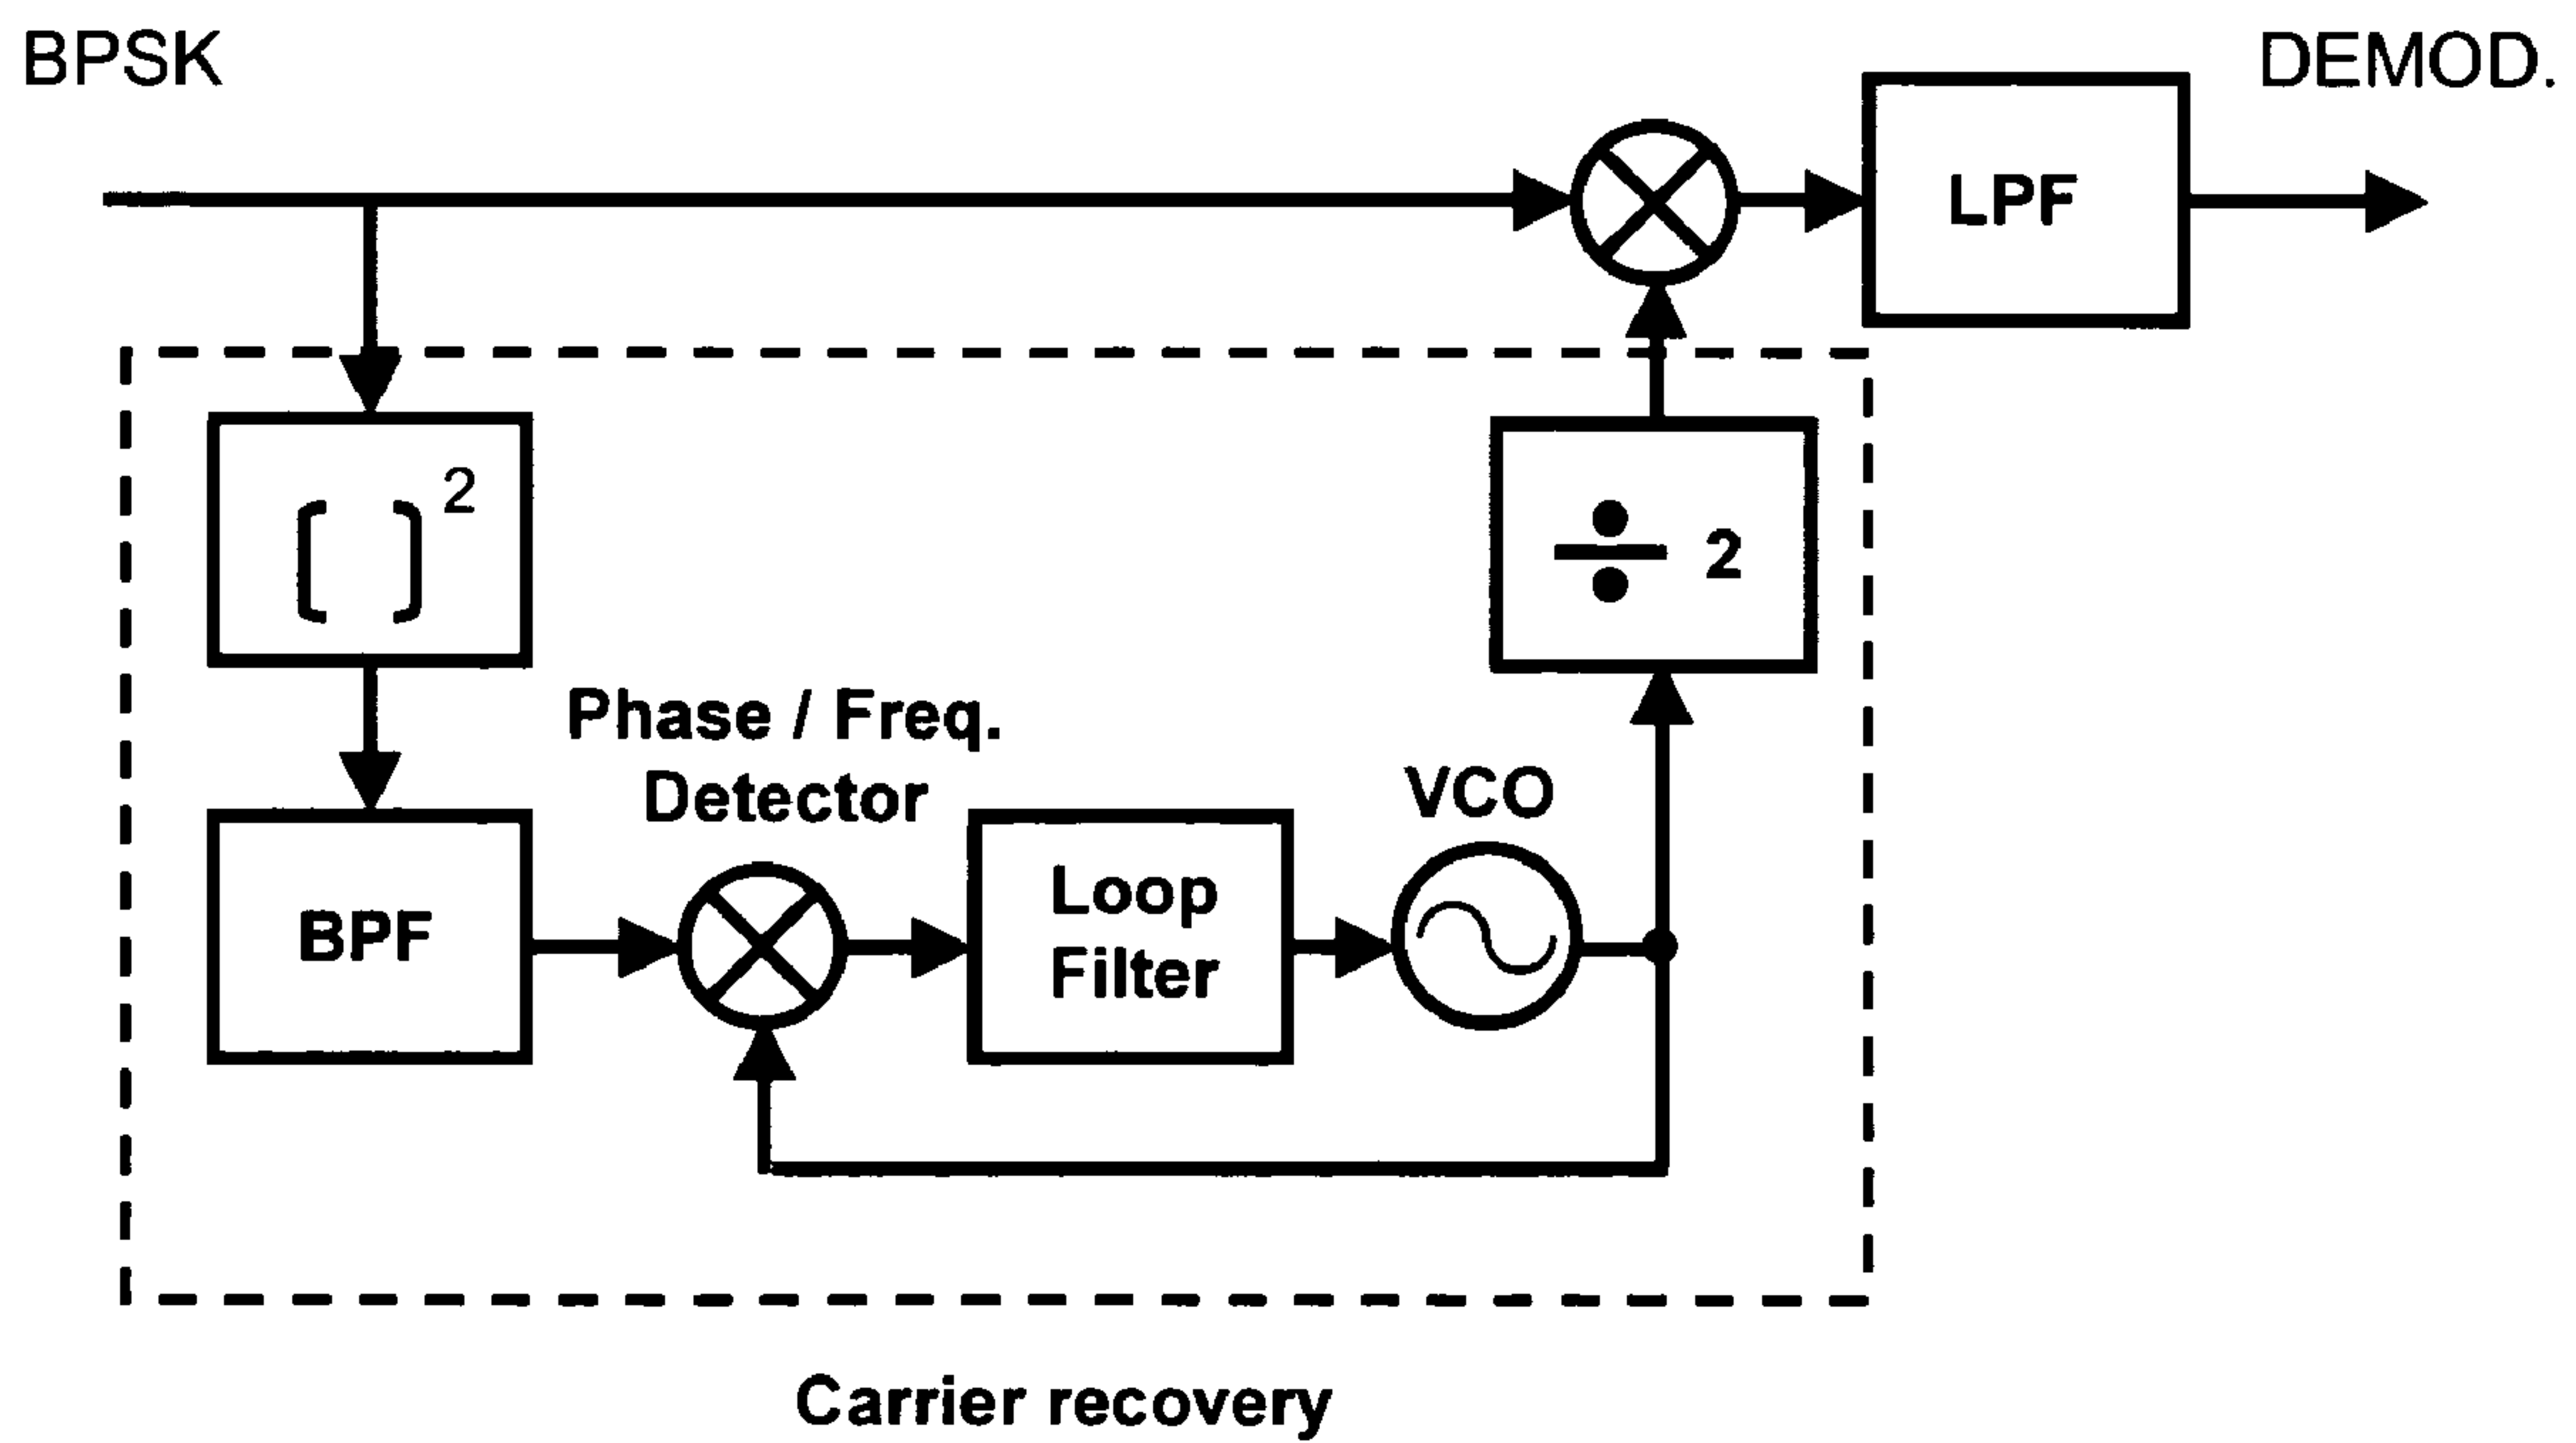 BPSK
DEMOD.
LPF
[ ]²
÷ 2
Phase / Freq.
Detector
VCO
BPF
Loop
Filter
Carrier recovery